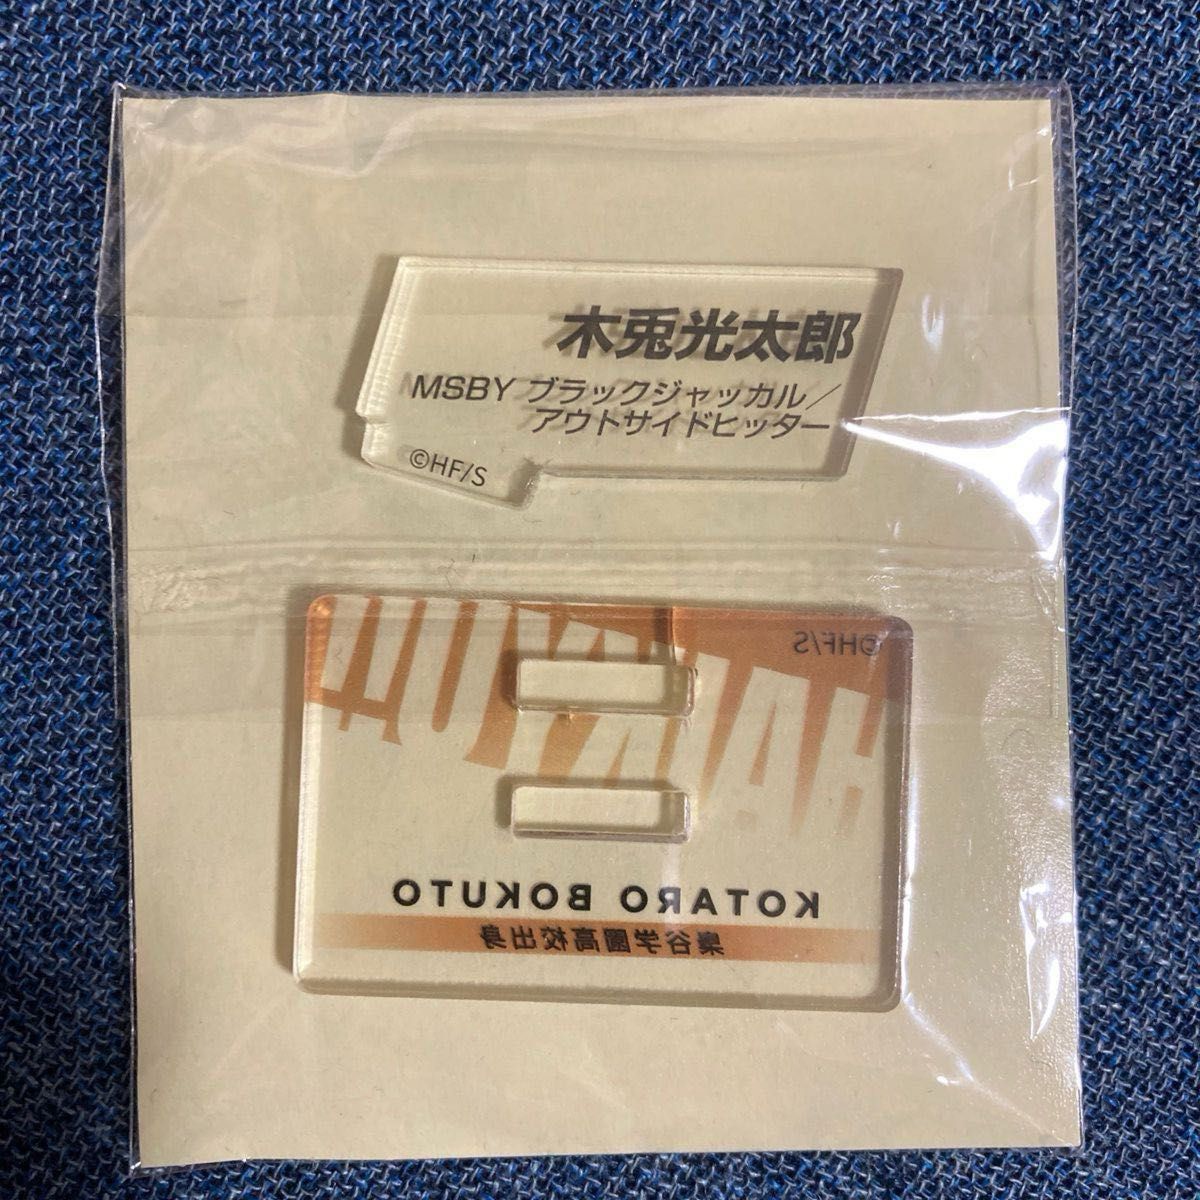 木兎光太郎
MSBY ブラックジャッカル/
アウトサイドヒッター
©HF/S
©HF/S
HAIKYU!!
KOTARO BOKUTO
梟谷学園高校出身